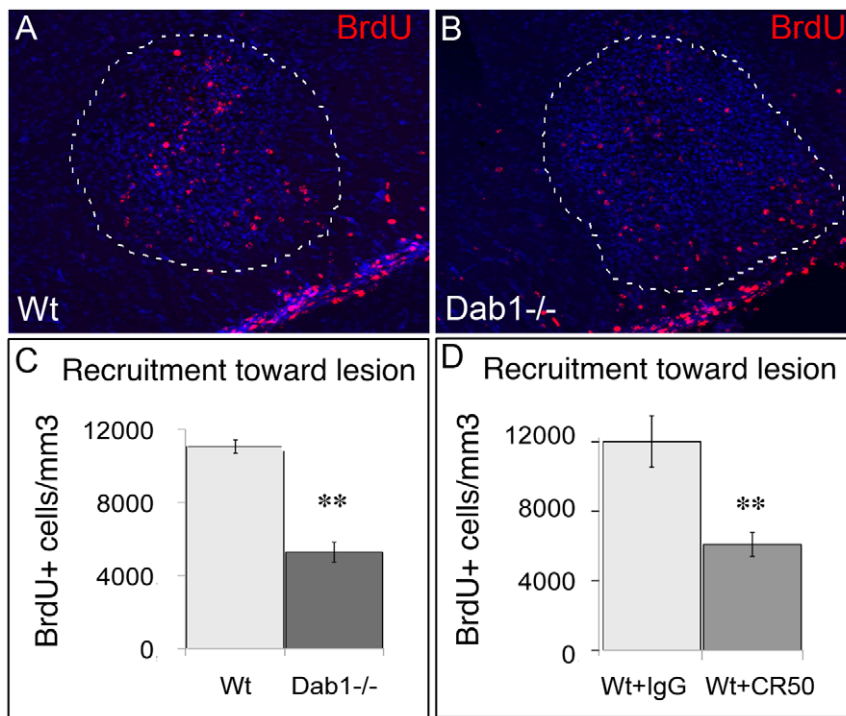 A BrdU
Wt
B BrdU
Dab1-/-
C Recruitment toward lesion
BrdU+ cells/mm3
12000
8000
4000
0
**
Wt Dab1-/-
D Recruitment toward lesion
BrdU+ cells/mm3
12000
8000
4000
0
**
Wt+IgG Wt+CR50